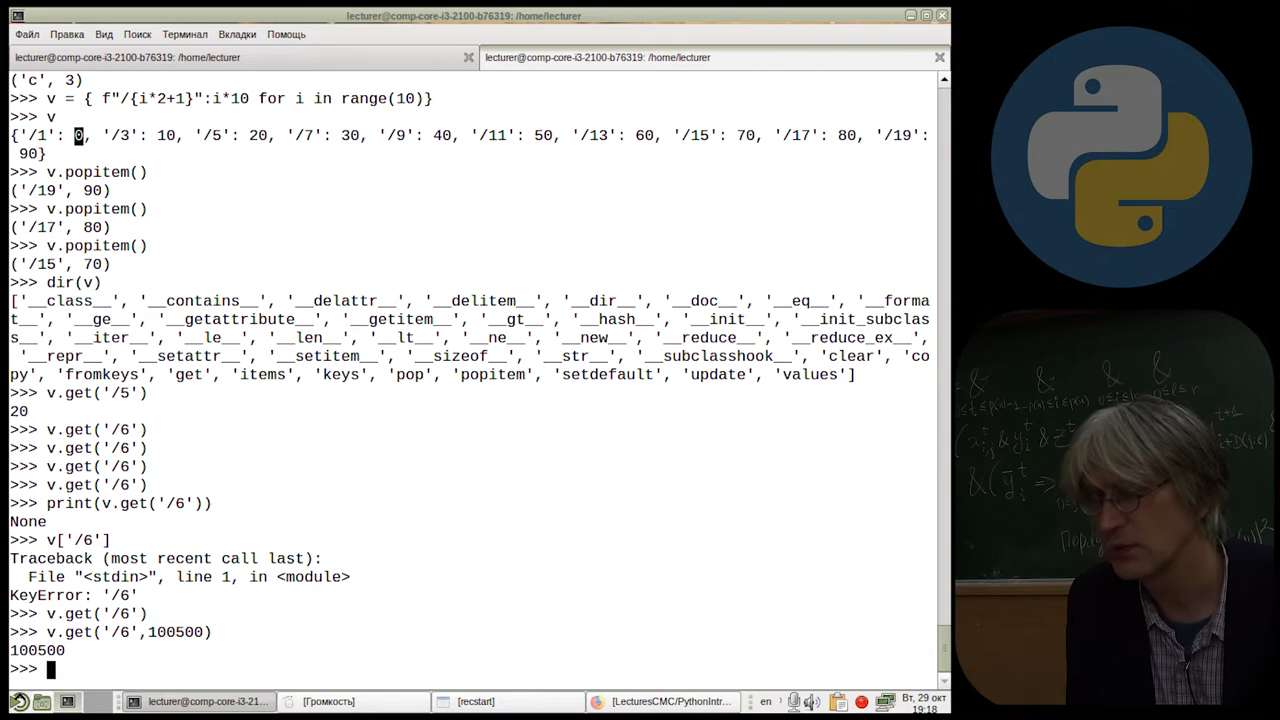 lecturer@comp-core-i3-2100-b76319: /home/lecturer
Файл Правка Вид Поиск Терминал Вкладки Помощь
lecturer@comp-core-i3-2100-b76319: /home/lecturer lecturer@comp-core-i3-2100-b76319: /home/lecturer
('c', 3)
>>> v = { f"/{i*2+1}":i*10 for i in range(10)}
>>> v
{'/1': 0, '/3': 10, '/5': 20, '/7': 30, '/9': 40, '/11': 50, '/13': 60, '/15': 70, '/17': 80, '/19':
 90}
>>> v.popitem()
('/19', 90)
>>> v.popitem()
('/17', 80)
>>> v.popitem()
('/15', 70)
>>> dir(v)
['__class__', '__contains__', '__delattr__', '__delitem__', '__dir__', '__doc__', '__eq__', '__forma
t__', '__ge__', '__getattribute__', '__getitem__', '__gt__', '__hash__', '__init__', '__init_subclas
s__', '__iter__', '__le__', '__len__', '__lt__', '__ne__', '__new__', '__reduce__', '__reduce_ex__',
 '__repr__', '__setattr__', '__setitem__', '__sizeof__', '__str__', '__subclasshook__', 'clear', 'co
py', 'fromkeys', 'get', 'items', 'keys', 'pop', 'popitem', 'setdefault', 'update', 'values']
>>> v.get('/5')
20
>>> v.get('/6')
>>> v.get('/6')
>>> v.get('/6')
>>> v.get('/6')
>>> print(v.get('/6'))
None
>>> v['/6']
Traceback (most recent call last):
  File "<stdin>", line 1, in <module>
KeyError: '/6'
>>> v.get('/6')
>>> v.get('/6',100500)
100500
>>>
lecturer@comp-core-i3-21... [Громкость] [recstart] [LecturesCMC/PythonIntr... en Вт, 29 окт
19:18